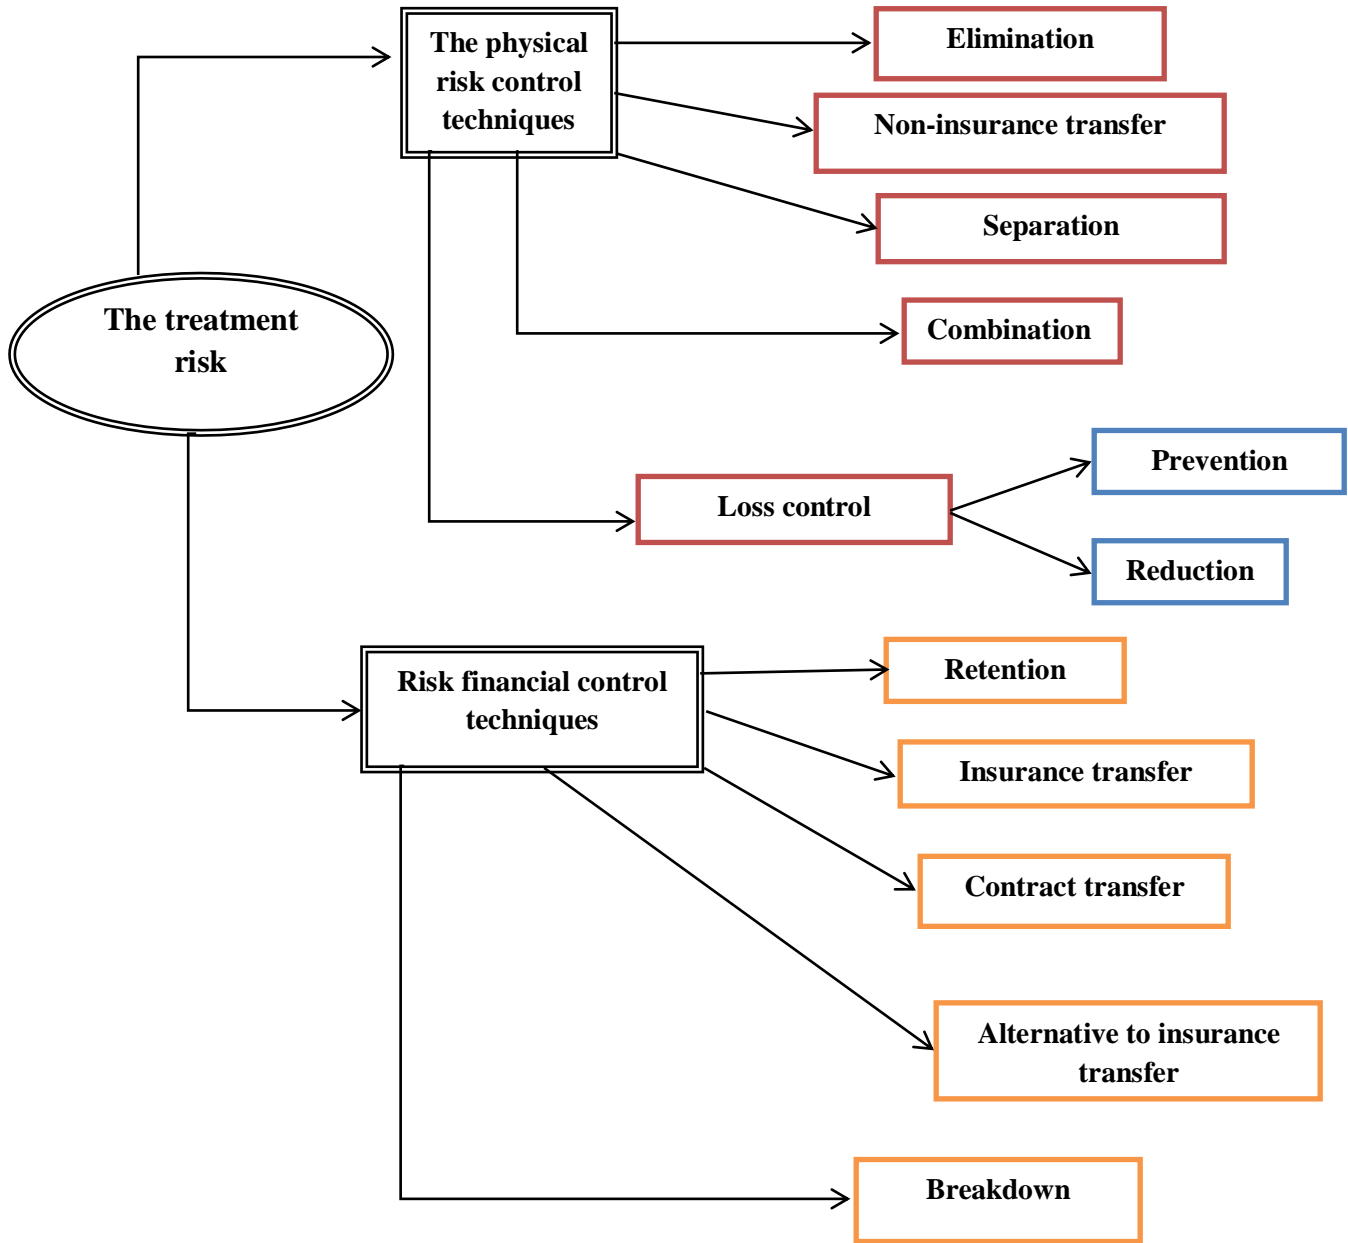 The physical
risk control
techniques
Elimination
Non-insurance transfer
Separation
Combination
The treatment
risk
Loss control
Prevention
Reduction
Risk financial control
techniques
Retention
Insurance transfer
Contract transfer
Alternative to insurance
transfer
Breakdown